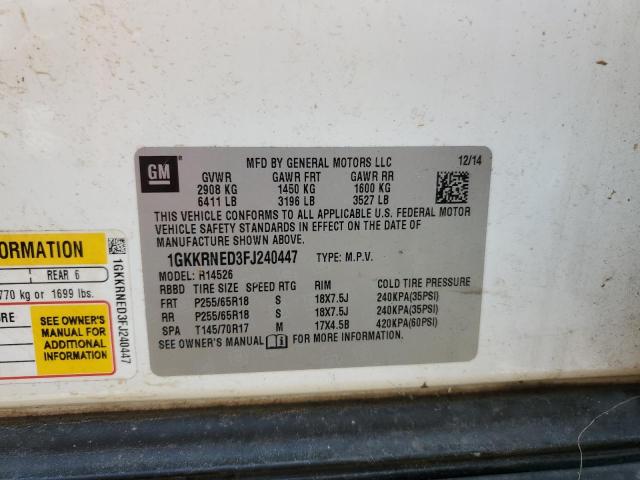 GM
MFD BY GENERAL MOTORS LLC 12/14
GVWR GAWR FRT GAWR RR
2908 KG 1450 KG 1600 KG
6411 LB 3196 LB 3527 LB
THIS VEHICLE CONFORMS TO ALL APPLICABLE U.S. FEDERAL MOTOR
VEHICLE SAFETY STANDARDS IN EFFECT ON THE DATE OF
MANUFACTURE SHOWN ABOVE.
1GKKRNED3FJ240447 TYPE: M.P.V.
MODEL: R14526
RBBD TIRE SIZE SPEED RTG RIM COLD TIRE PRESSURE
FRT P255/65R18 S 18X7.5J 240KPA(35PSI)
RR P255/65R18 S 18X7.5J 240KPA(35PSI)
SPA T145/70R17 M 17X4.5B 420KPA(60PSI)
SEE OWNER'S MANUAL FOR MORE INFORMATION.
ORMATION
REAR 6
770 kg or 1699 lbs.
RE
SEE OWNER'S
MANUAL FOR
ADDITIONAL
INFORMATION
1GKKRNED3FJ240447